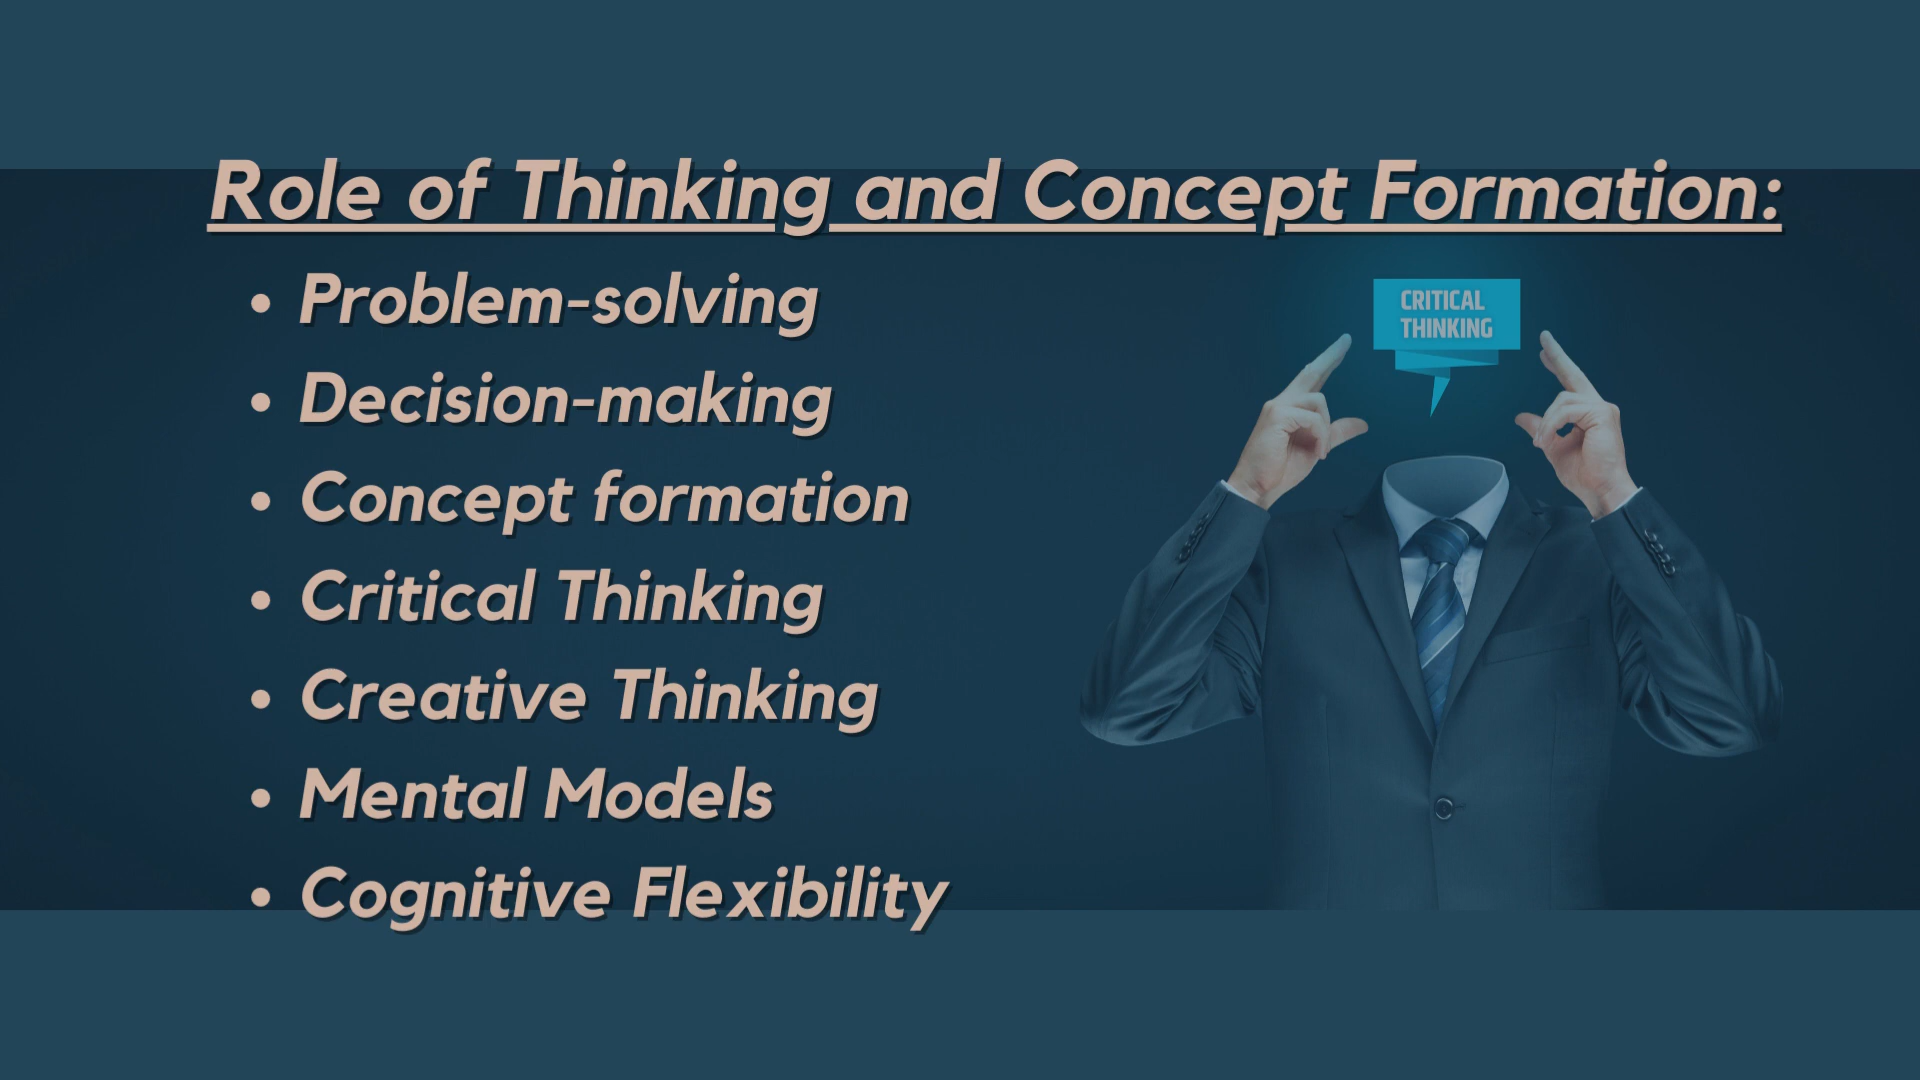 Role of Thinking and Concept Formation:
• Problem-solving
• Decision-making
• Concept formation
• Critical Thinking
• Creative Thinking
• Mental Models
• Cognitive Flexibility
CRITICAL
THINKING